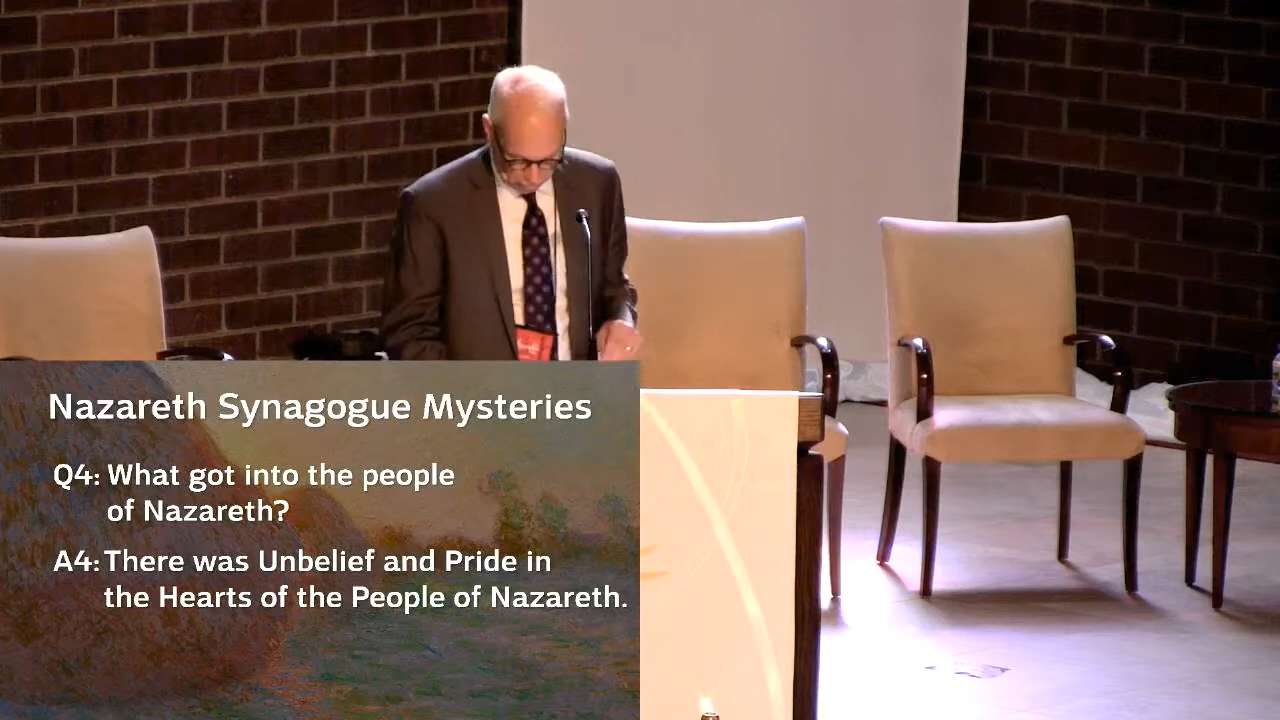 Nazareth Synagogue Mysteries
Q4: What got into the people
of Nazareth?
A4: There was Unbelief and Pride in
the Hearts of the People of Nazareth.